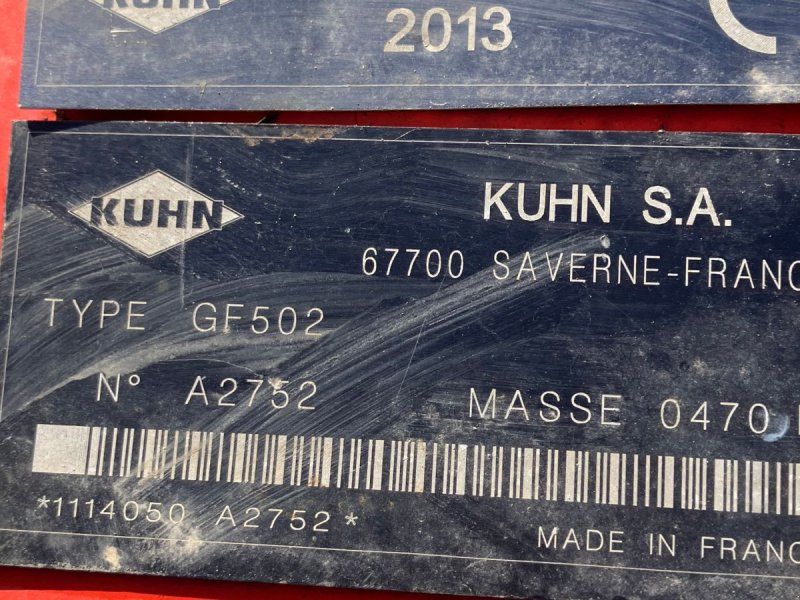 KUHN
2013
KUHN
KUHN S.A.
67700 SAVERNE-FRANC
TYPE GF502
N° A2752
MASSE 0470
*1114050 A2752*
MADE IN FRANC